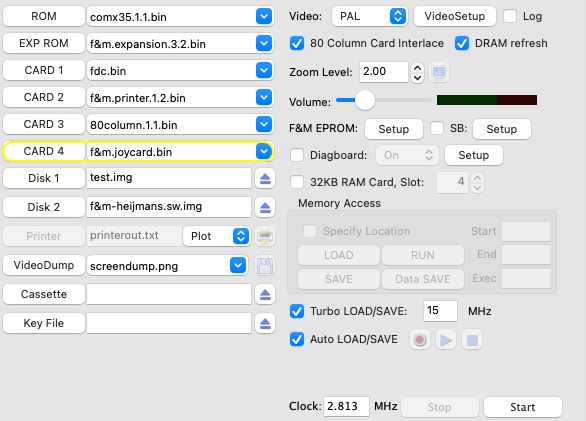 ROM comx35.1.1.bin
EXP ROM f&m.expansion.3.2.bin
CARD 1 fdc.bin
CARD 2 f&m.printer.1.2.bin
CARD 3 80column.1.1.bin
CARD 4 f&m.joycard.bin
Disk 1 test.img
Disk 2 f&m-heijmans.sw.img
Printer printerout.txt Plot
VideoDump screendump.png
Cassette
Key File
Video: PAL VideoSetup Log
80 Column Card Interlace DRAM refresh
Zoom Level: 2.00
Volume:
F&M EPROM: Setup SB: Setup
Diagboard: On Setup
32KB RAM Card, Slot: 4
Memory Access
Specify Location Start
LOAD RUN End
SAVE Data SAVE Exec
Turbo LOAD/SAVE: 15 MHz
Auto LOAD/SAVE
Clock: 2.813 MHz Stop Start